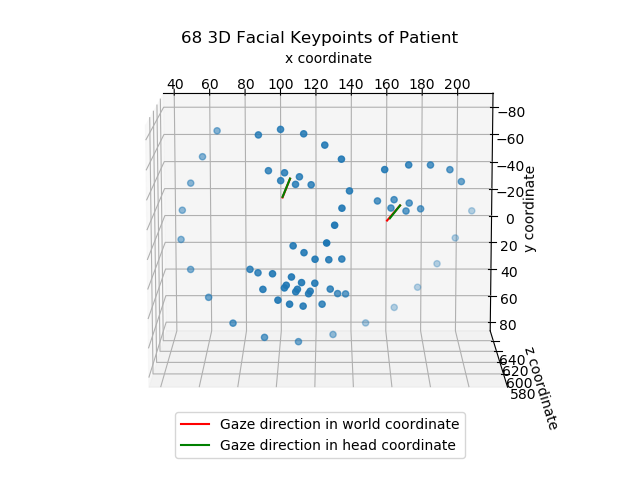 68 3D Facial Keypoints of Patient
x coordinate
40 60 80 100 120 140 160 180 200
−80
−60
−40
−20
0
20
40
60
80
y coordinate
640
620
600
580
z coordinate
Gaze direction in world coordinate
Gaze direction in head coordinate